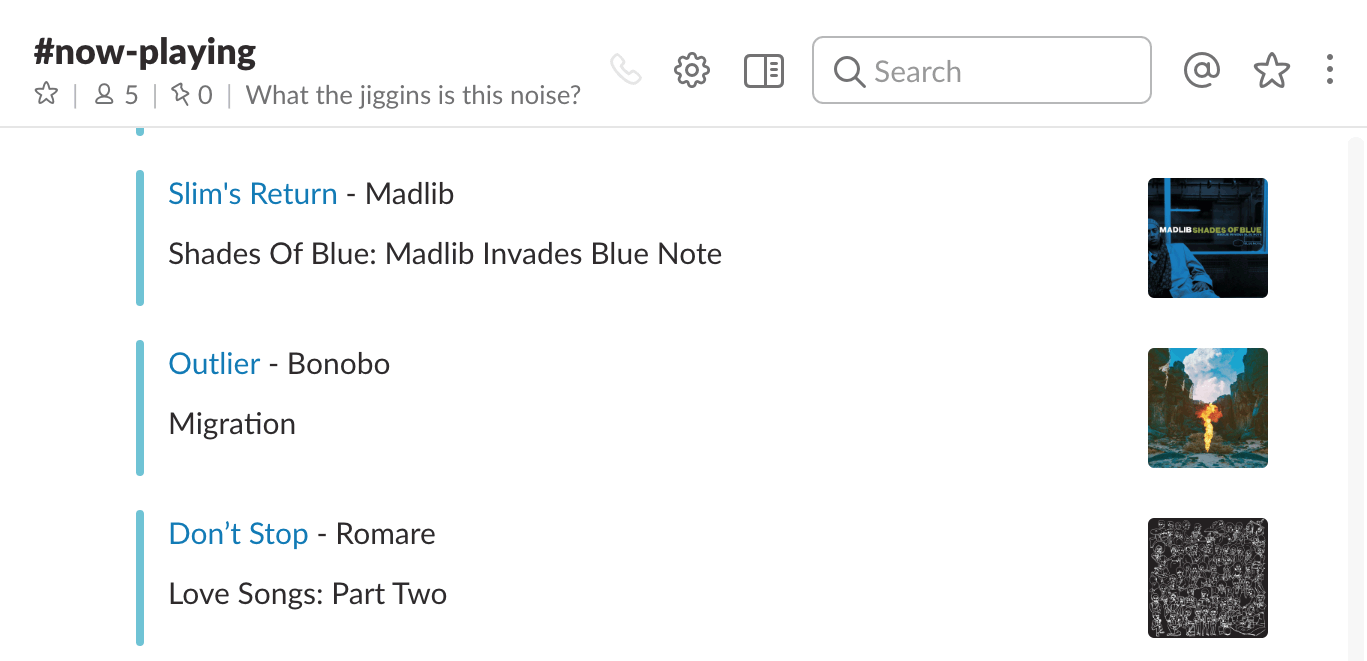 #now-playing
5 | 0 | What the jiggins is this noise?
Search
Slim's Return - Madlib
Shades Of Blue: Madlib Invades Blue Note
MADLIB SHADES OF BLUE
Outlier - Bonobo
Migration
Don’t Stop - Romare
Love Songs: Part Two